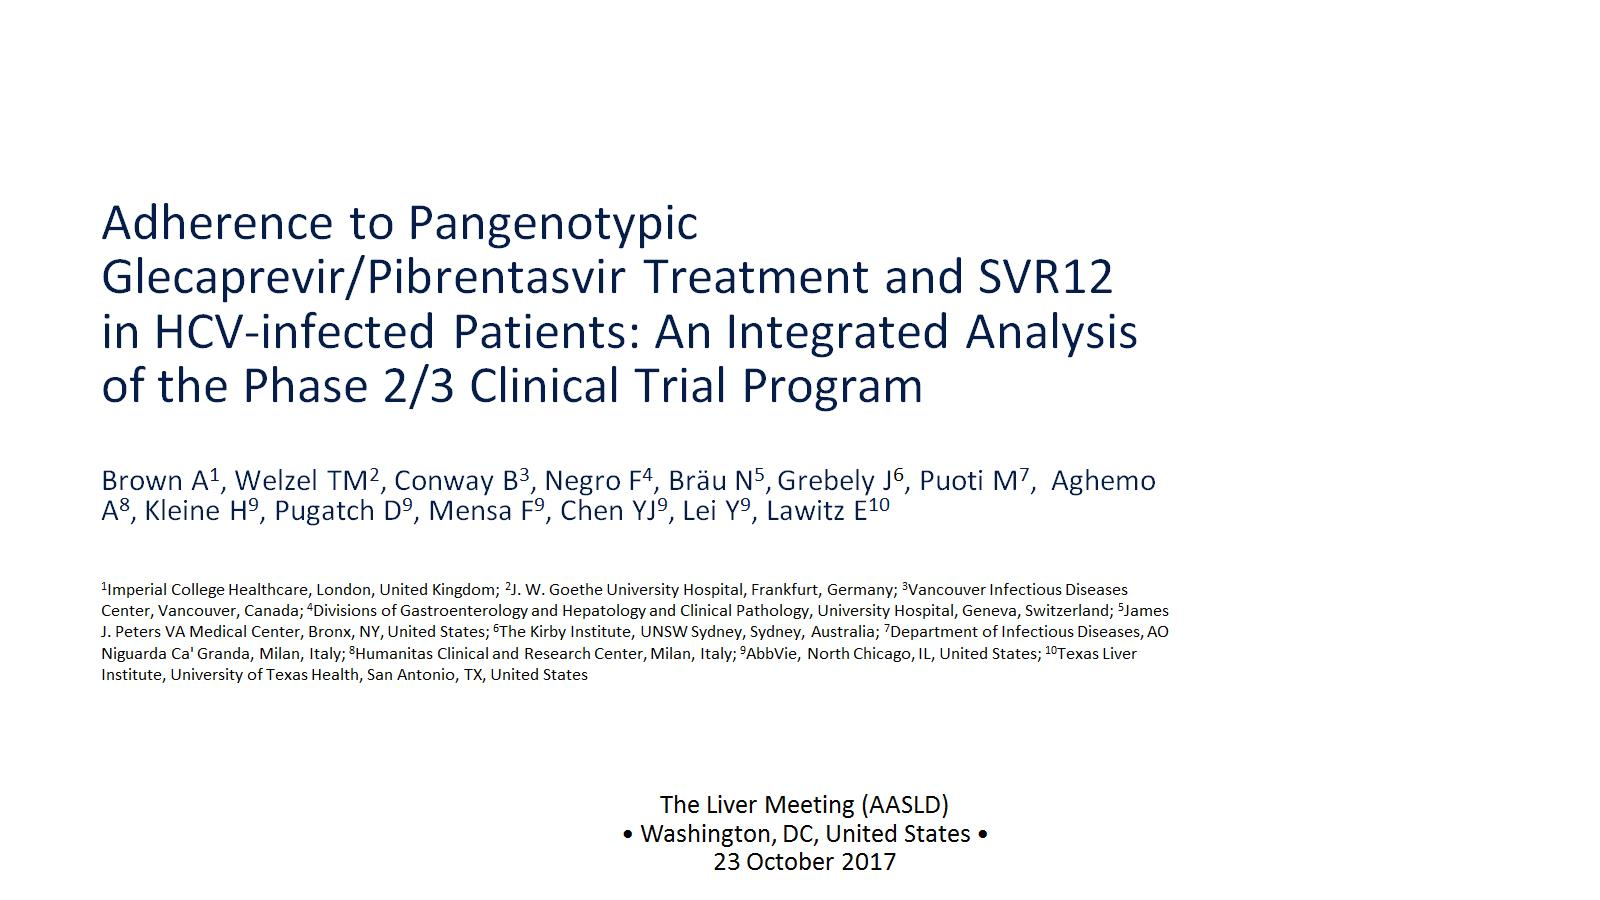 Adherence to Pangenotypic
Glecaprevir/Pibrentasvir Treatment and SVR12
in HCV-infected Patients: An Integrated Analysis
of the Phase 2/3 Clinical Trial Program
Brown A¹, Welzel TM², Conway B³, Negro F⁴, Bräu N⁵, Grebely J⁶, Puoti M⁷, Aghemo
A⁸, Kleine H⁹, Pugatch D⁹, Mensa F⁹, Chen YJ⁹, Lei Y⁹, Lawitz E¹⁰
¹Imperial College Healthcare, London, United Kingdom; ²J. W. Goethe University Hospital, Frankfurt, Germany; ³Vancouver Infectious Diseases
Center, Vancouver, Canada; ⁴Divisions of Gastroenterology and Hepatology and Clinical Pathology, University Hospital, Geneva, Switzerland; ⁵James
J. Peters VA Medical Center, Bronx, NY, United States; ⁶The Kirby Institute, UNSW Sydney, Sydney, Australia; ⁷Department of Infectious Diseases, AO
Niguarda Ca' Granda, Milan, Italy; ⁸Humanitas Clinical and Research Center, Milan, Italy; ⁹AbbVie, North Chicago, IL, United States; ¹⁰Texas Liver
Institute, University of Texas Health, San Antonio, TX, United States
The Liver Meeting (AASLD)
• Washington, DC, United States •
23 October 2017